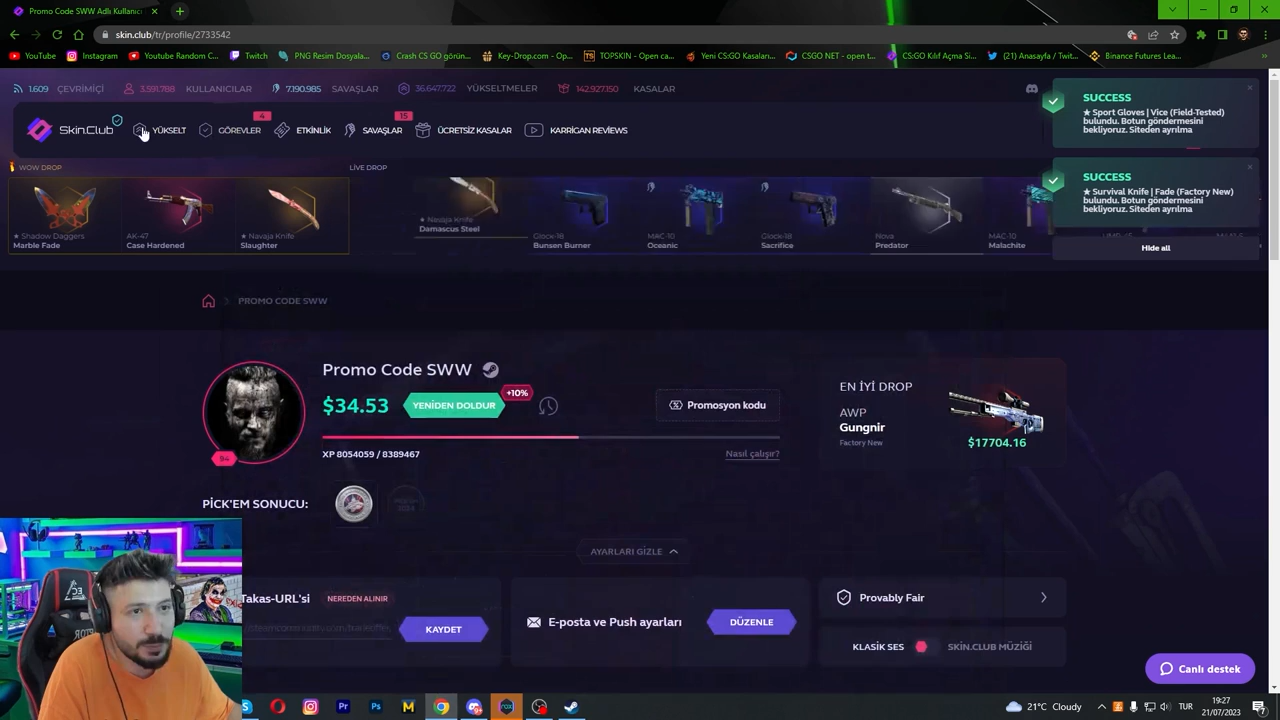 Promo Code SWW Adlı Kullanıcı
skin.club/tr/profile/2733542
YouTube
Instagram
Youtube Random C...
Twitch
PNG Resim Dosyala...
Crash CS GO görün...
Key-Drop.com - Op...
TOPSKIN - Open ca...
Yeni CS:GO Kasaları...
CSGO NET - open t...
CS:GO Kılıf Açma Si...
(21) Anasayfa / Twit...
Binance Futures Lea...
1.609 ÇEVRİMİÇİ
3.591.788 KULLANICILAR
7.190.985 SAVAŞLAR
36.647.722 YÜKSELTMELER
142.927.150 KASALAR
Skin.Club
YÜKSELT
GÖREVLER
4
ETKİNLİK
SAVAŞLAR
15
ÜCRETSİZ KASALAR
KARRİGAN REVİEWS
SUCCESS
★ Sport Gloves | Vice (Field-Tested)
bulundu. Botun göndermesini
bekliyoruz. Siteden ayrılma
SUCCESS
★ Survival Knife | Fade (Factory New)
bulundu. Botun göndermesini
bekliyoruz. Siteden ayrılma
Hide all
WOW DROP
LİVE DROP
★ Shadow Daggers
Marble Fade
AK-47
Case Hardened
★ Navaja Knife
Slaughter
★ Navaja Knife
Damascus Steel
Glock-18
Bunsen Burner
MAC-10
Oceanic
Glock-18
Sacrifice
Nova
Predator
MAC-10
Malachite
PROMO CODE SWW
Promo Code SWW
$34.53
YENİDEN DOLDUR
+10%
Promosyon kodu
XP 8054059 / 8389467
Nasıl çalışır?
94
EN İYİ DROP
AWP
Gungnir
Factory New
$17704.16
PİCK'EM SONUCU:
AYARLARI GİZLE
Takas-URL'si
NEREDEN ALINIR
KAYDET
E-posta ve Push ayarları
DÜZENLE
Provably Fair
KLASİK SES
SKIN.CLUB MÜZİĞİ
Canlı destek
21°C Cloudy
TUR
19:27
21/07/2023